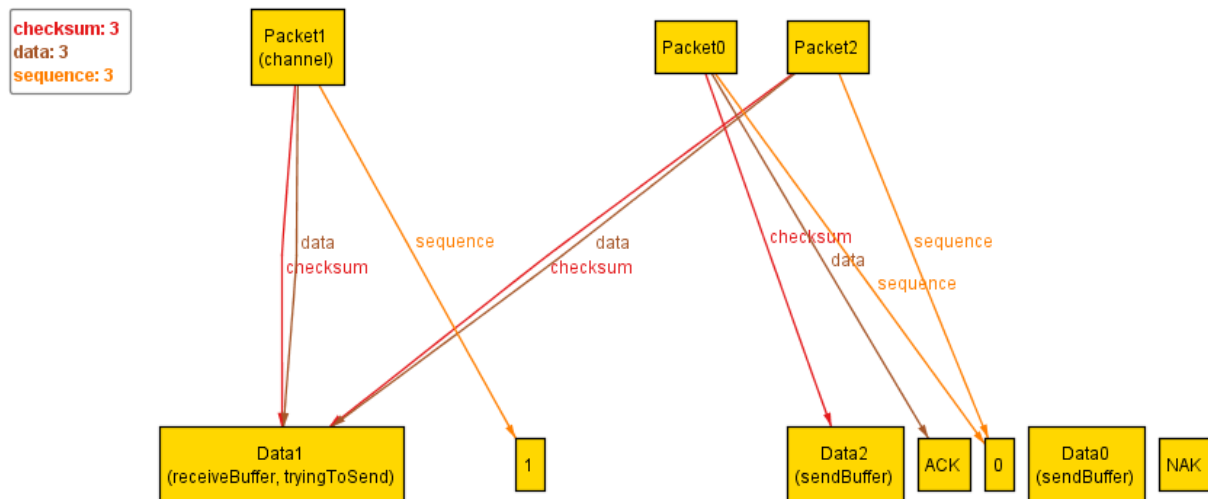 checksum: 3
data: 3
sequence: 3
Packet1
(channel)
Packet0
Packet2
data
checksum
sequence
data
checksum
checksum
data
sequence
sequence
Data1
(receiveBuffer, tryingToSend)
1
Data2
(sendBuffer)
ACK
0
Data0
(sendBuffer)
NAK